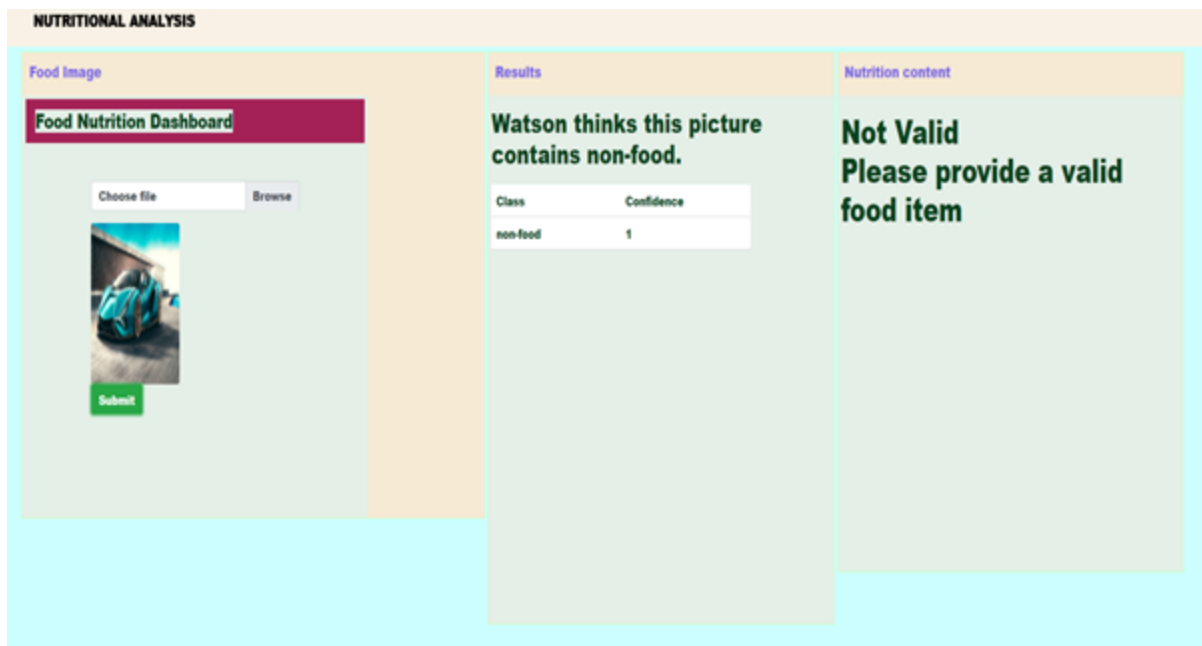 NUTRITIONAL ANALYSIS
Food Image
Food Nutrition Dashboard
Choose file Browse
Submit
Results
Watson thinks this picture
contains non-food.
Class Confidence
non-food 1
Nutrition content
Not Valid
Please provide a valid
food item